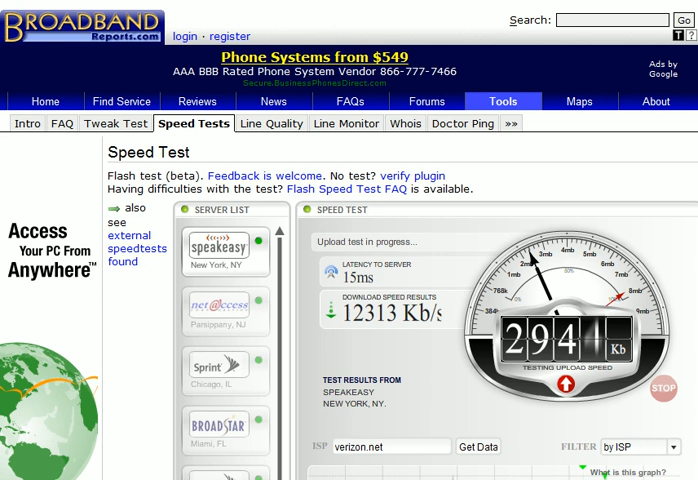 BROADBAND
Reports.com
login · register
Search:
Go
T ?
Phone Systems from $549
AAA BBB Rated Phone System Vendor 866-777-7466
Secure.BusinessPhonesDirect.com
Ads by
Google
Home Find Service Reviews News FAQs Forums Tools Maps About
Intro FAQ Tweak Test Speed Tests Line Quality Line Monitor Whois Doctor Ping »»
Speed Test
Flash test (beta). Feedback is welcome. No test? verify plugin
Having difficulties with the test? Flash Speed Test FAQ is available.
also
see
external
speedtests
found
Access
Your PC From
Anywhere™
SERVER LIST
speakeasy
New York, NY
net@ccess
Parsippany, NJ
Sprint
Chicago, IL
BROADSTAR
Miami, FL
SPEED TEST
Upload test in progress...
LATENCY TO SERVER
15ms
DOWNLOAD SPEED RESULTS
12313 Kb/s
384k
768k
1mb
2mb
3mb
4mb
5mb
6mb
7mb
8mb
9mb
0%
50%
294
Kb
TESTING UPLOAD SPEED
STOP
TEST RESULTS FROM
SPEAKEASY
NEW YORK, NY.
ISP verizon.net Get Data FILTER by ISP
What is this graph?